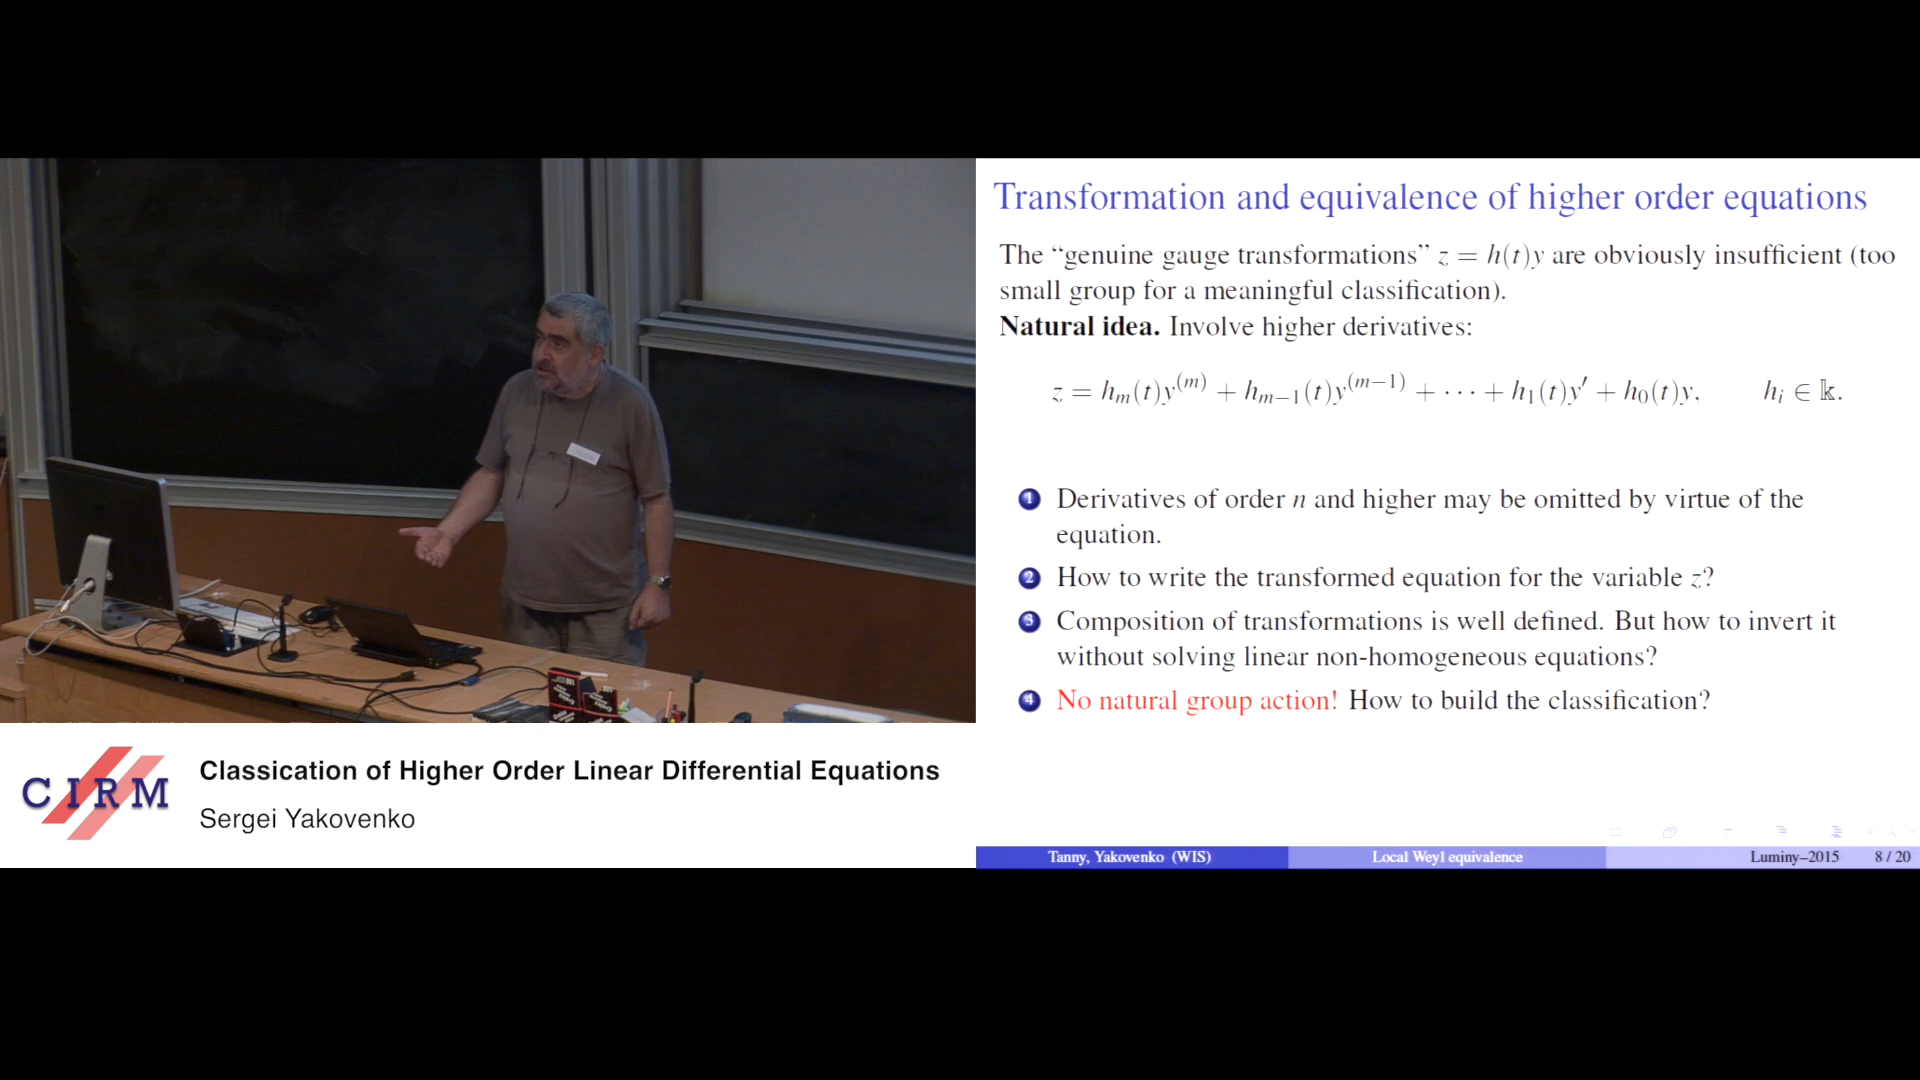 Transformation and equivalence of higher order equations
The “genuine gauge transformations” z = h(t)y are obviously insufficient (too
small group for a meaningful classification).
Natural idea. Involve higher derivatives:
z = hₘ(t)y⁽ᵐ⁾ + hₘ₋₁(t)y⁽ᵐ⁻¹⁾ + ⋯ + h₁(t)y′ + h₀(t)y, hᵢ ∈ 𝕜.
1 Derivatives of order n and higher may be omitted by virtue of the
equation.
2 How to write the transformed equation for the variable z?
3 Composition of transformations is well defined. But how to invert it
without solving linear non-homogeneous equations?
4 No natural group action! How to build the classification?
Tanny, Yakovenko (WIS) Local Weyl equivalence Luminy–2015 8 / 20
CIRM
Classication of Higher Order Linear Differential Equations
Sergei Yakovenko